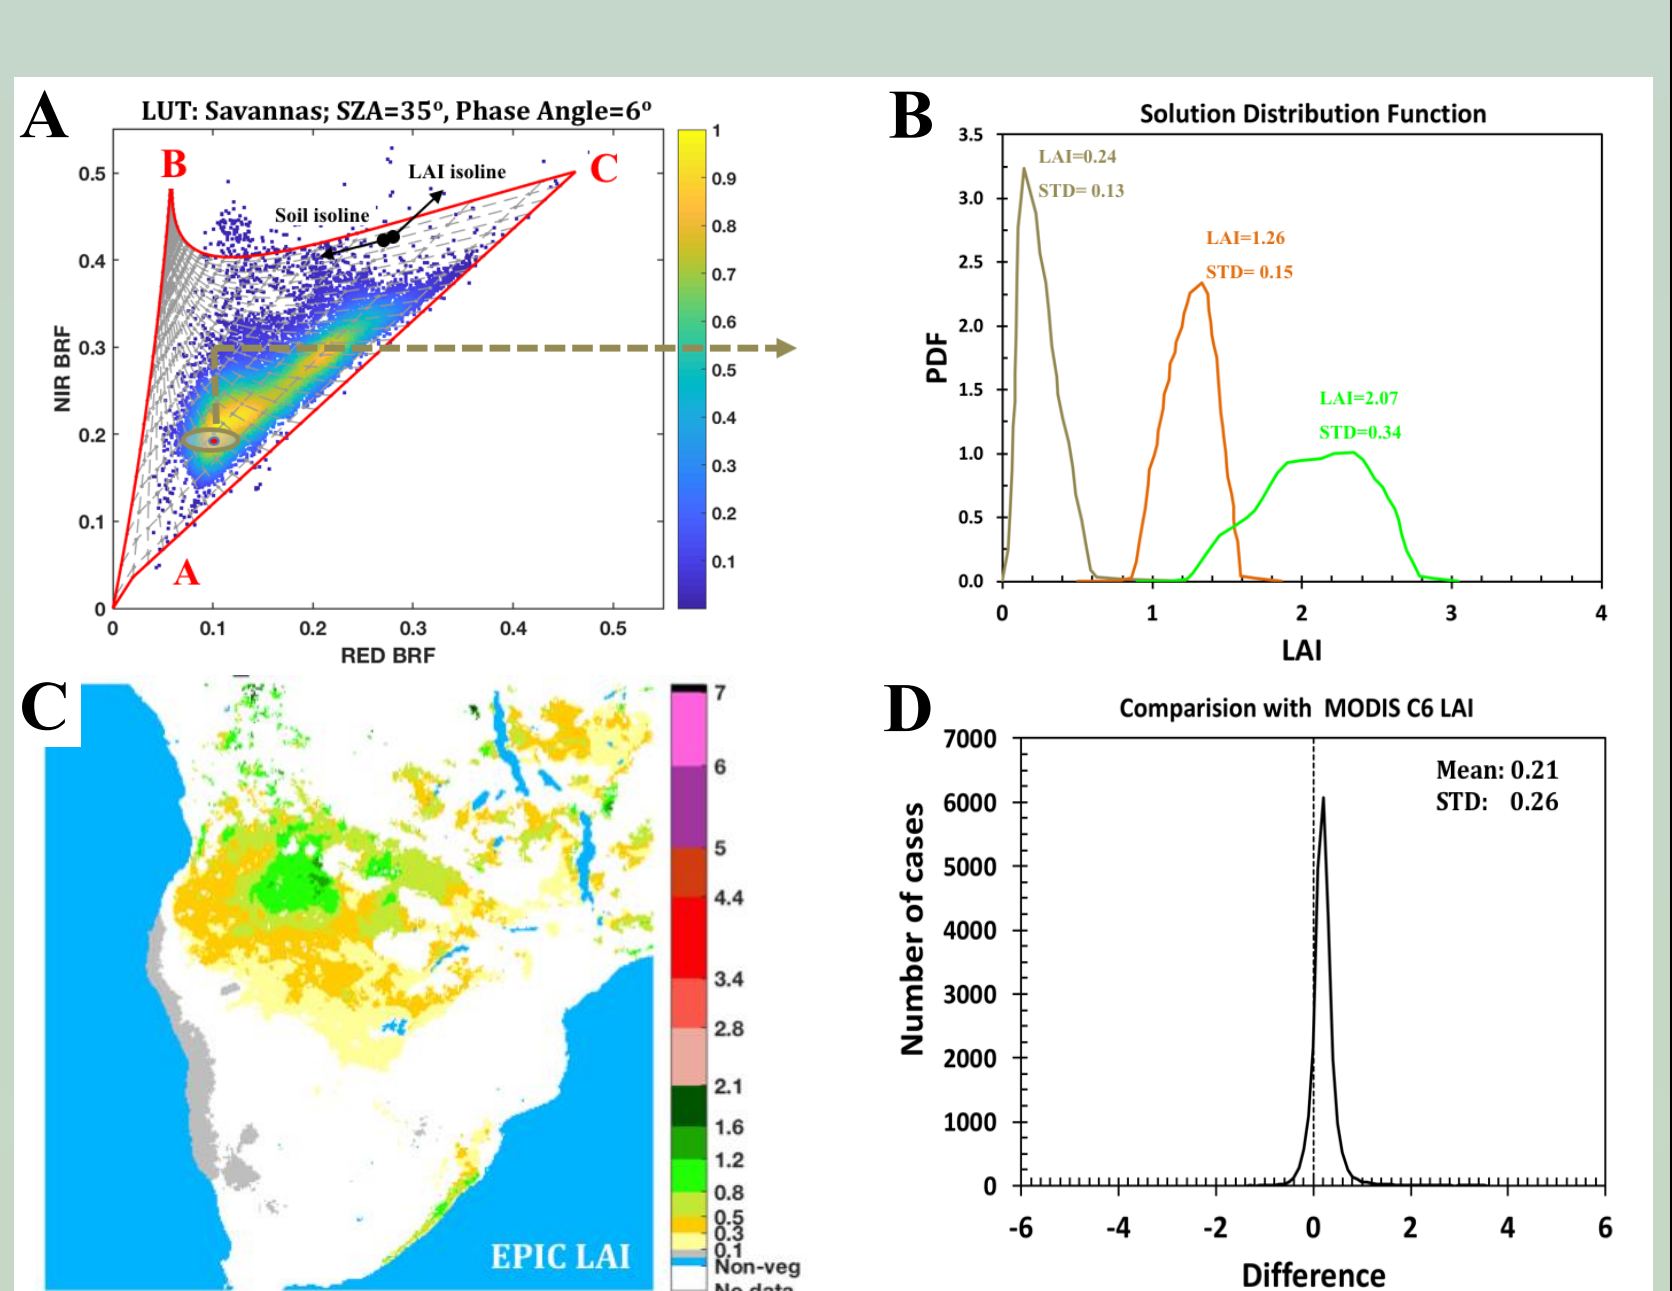 A
LUT: Savannas; SZA=35º, Phase Angle=6º
B
C
LAI isoline
Soil isoline
A
NIR BRF
0.5
0.4
0.3
0.2
0.1
0
0
0.1
0.2
0.3
0.4
0.5
RED BRF
1
0.9
0.8
0.7
0.6
0.5
0.4
0.3
0.2
0.1
B
Solution Distribution Function
LAI=0.24
STD= 0.13
LAI=1.26
STD= 0.15
LAI=2.07
STD=0.34
PDF
3.5
3.0
2.5
2.0
1.5
1.0
0.5
0.0
0
1
2
3
4
LAI
C
EPIC LAI
7
6
5
4.4
3.4
2.8
2.1
1.6
1.2
0.8
0.5
0.3
0.1
Non-veg
No data
D
Comparision with MODIS C6 LAI
Mean: 0.21
STD: 0.26
Number of cases
7000
6000
5000
4000
3000
2000
1000
0
-6
-4
-2
0
2
4
6
Difference